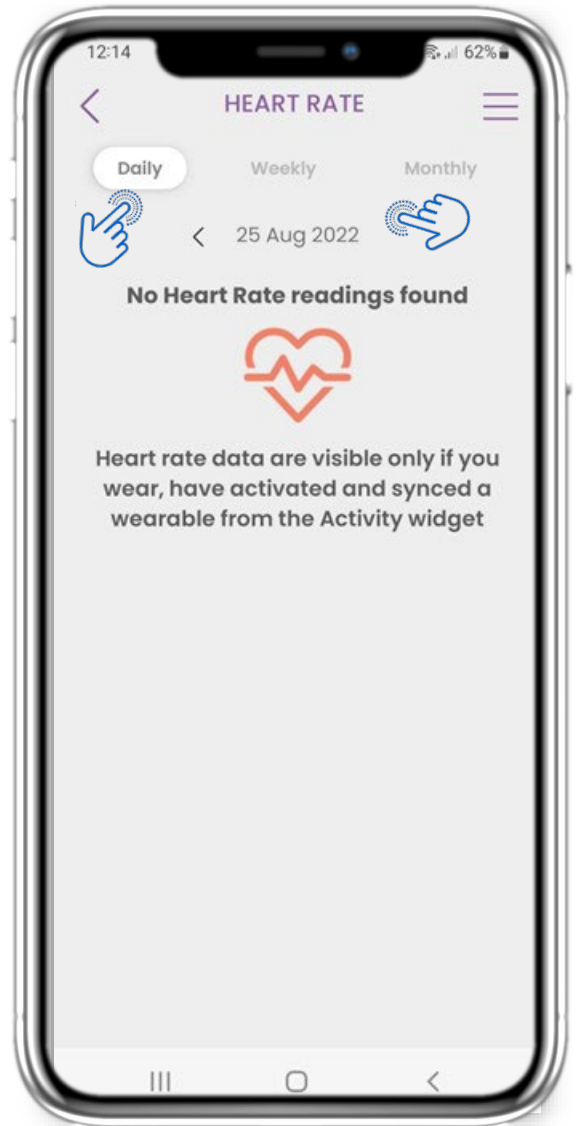 12:14 62%
HEART RATE
Daily Weekly Monthly
25 Aug 2022
No Heart Rate readings found
Heart rate data are visible only if you
wear, have activated and synced a
wearable from the Activity widget